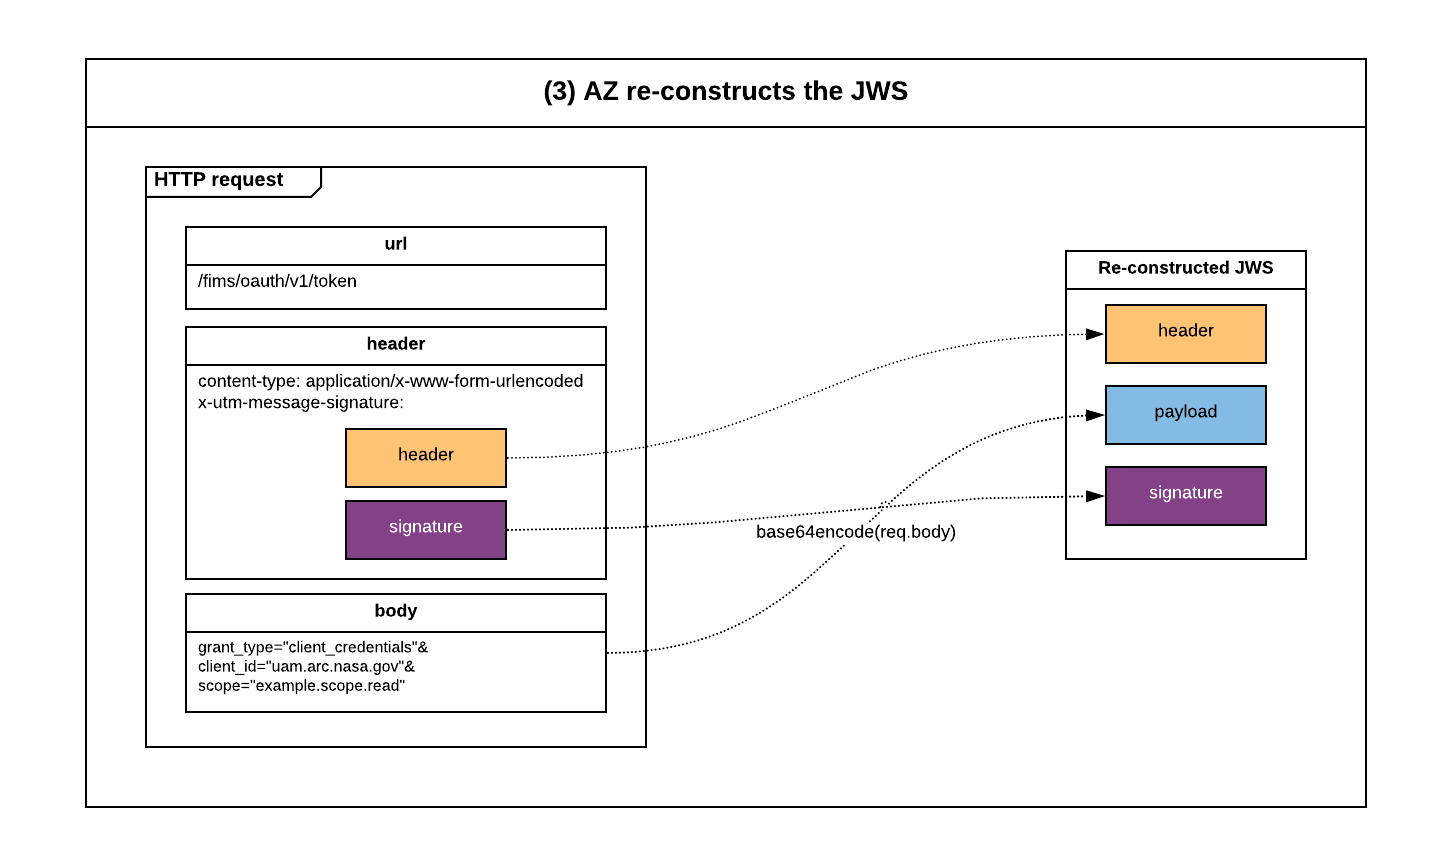 (3) AZ re-constructs the JWS
HTTP request
url
/fims/oauth/v1/token
header
content-type: application/x-www-form-urlencoded
x-utm-message-signature:
header
signature
body
grant_type="client_credentials"&
client_id="uam.arc.nasa.gov"&
scope="example.scope.read"
base64encode(req.body)
Re-constructed JWS
header
payload
signature